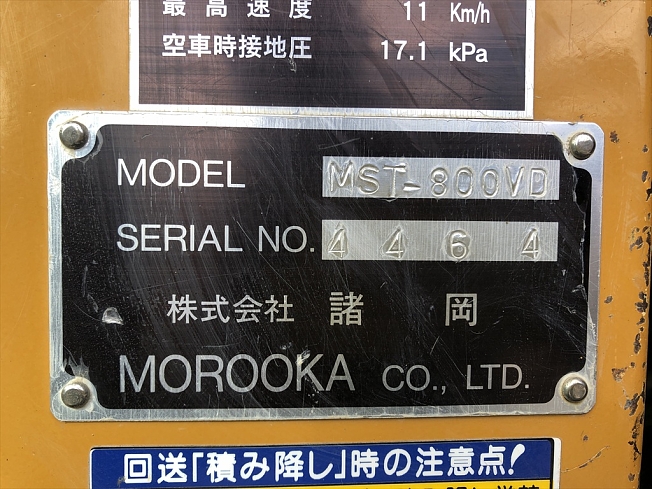 最高速度 11 Km/h
空車時接地圧 17.1 kPa
MODEL MST-800VD
SERIAL NO. 4464
株式会社 諸岡
MOROOKA CO., LTD.
回送「積み降し」時の注意点!